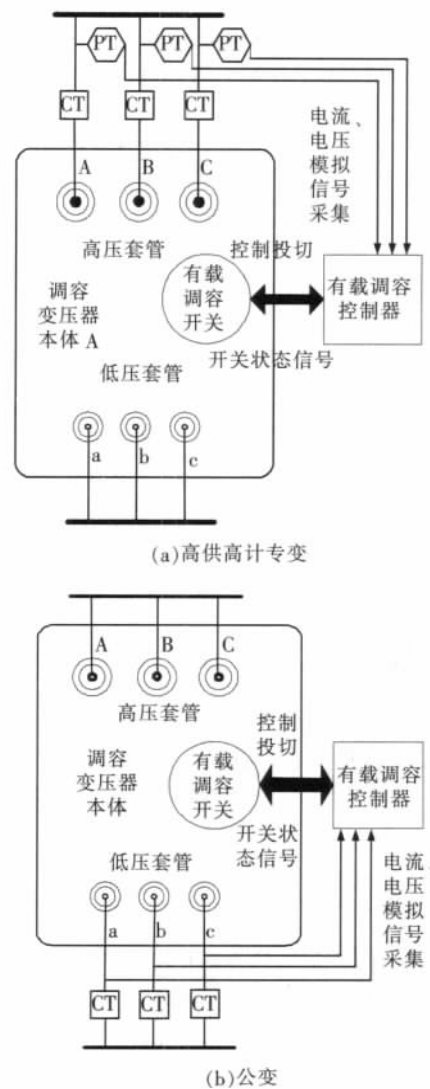 PT PT PT
CT CT CT
电流、
电压
模拟
信号
采集
A B C
高压套管
控制投切
有载
调容
开关
有载调容
控制器
调容
变压器
本体 A
开关状态信号
低压套管
a b c
(a)高供高计专变
A B C
高压套管
控制
投切
调容
变压器
本体
有载
调容
开关
有载调容
控制器
开关状
态信号
低压套管
a b c
电流、
电压
模拟
信号
采集
CT CT CT
(b)公变